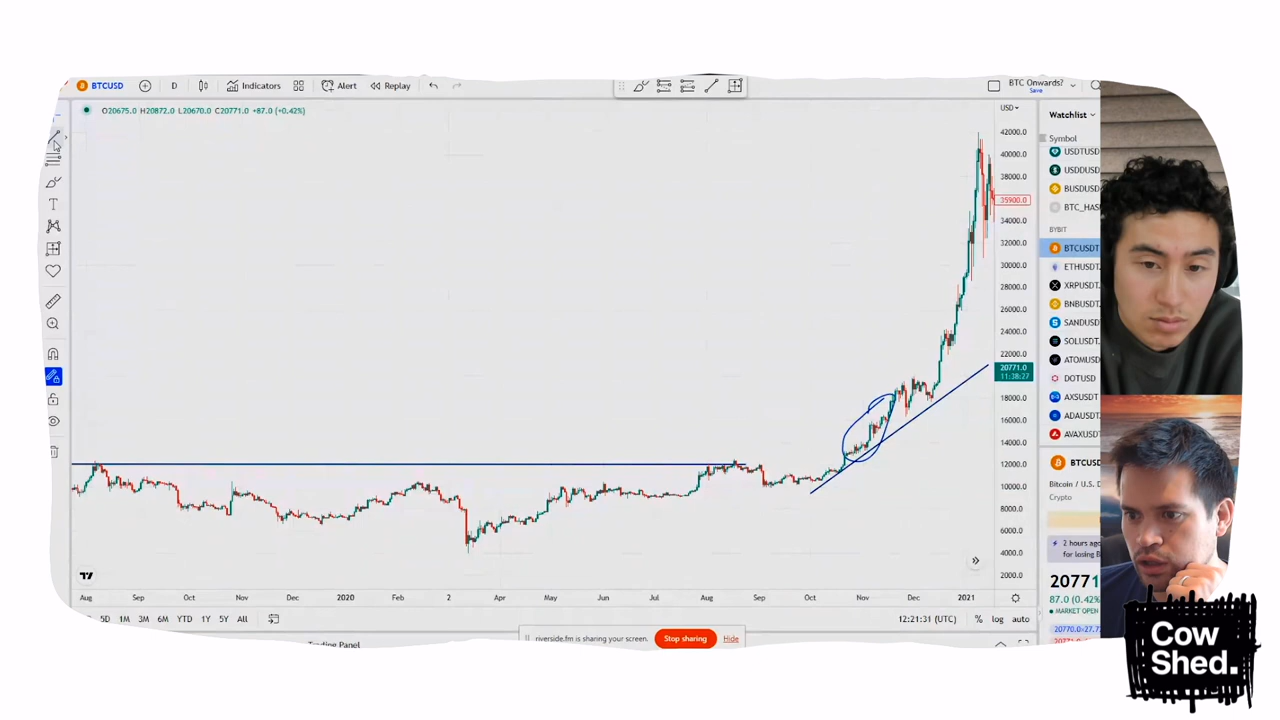 BTCUSD D Indicators Alert Replay BTC Onwards?
Save
O20675.0 H20872.0 L20670.0 C20771.0 +87.0 (+0.42%)
USD
42000.0
40000.0
38000.0
35900.0
34000.0
32000.0
30000.0
28000.0
26000.0
24000.0
22000.0
20771.0
11:38:27
18000.0
16000.0
14000.0
12000.0
10000.0
8000.0
6000.0
4000.0
2000.0
Aug Sep Oct Nov Dec 2020 Feb 2 Apr May Jun Jul Aug Sep Oct Nov Dec 2021
5D 1M 3M 6M YTD 1Y 5Y All
12:21:31 (UTC) % log auto
riverside.fm is sharing your screen. Stop sharing Hide
Trading Panel
Watchlist
Symbol
USDTUSD
USDDUSD
BUSDUSD
BTC_HAS
BYBIT
BTCUSDT
ETHUSDT.
XRPUSDT.
BNBUSDT
SANDUSDT
SOLUSDT.
ATOMUSDT
DOTUSD
AXSUSDT
ADAUSDT
AVAXUSDT
BTCUSD
Bitcoin / U.S. D
Crypto
2 hours ago
for losing B
20771
87.0 (0.42%)
MARKET OPEN
Cow
Shed.